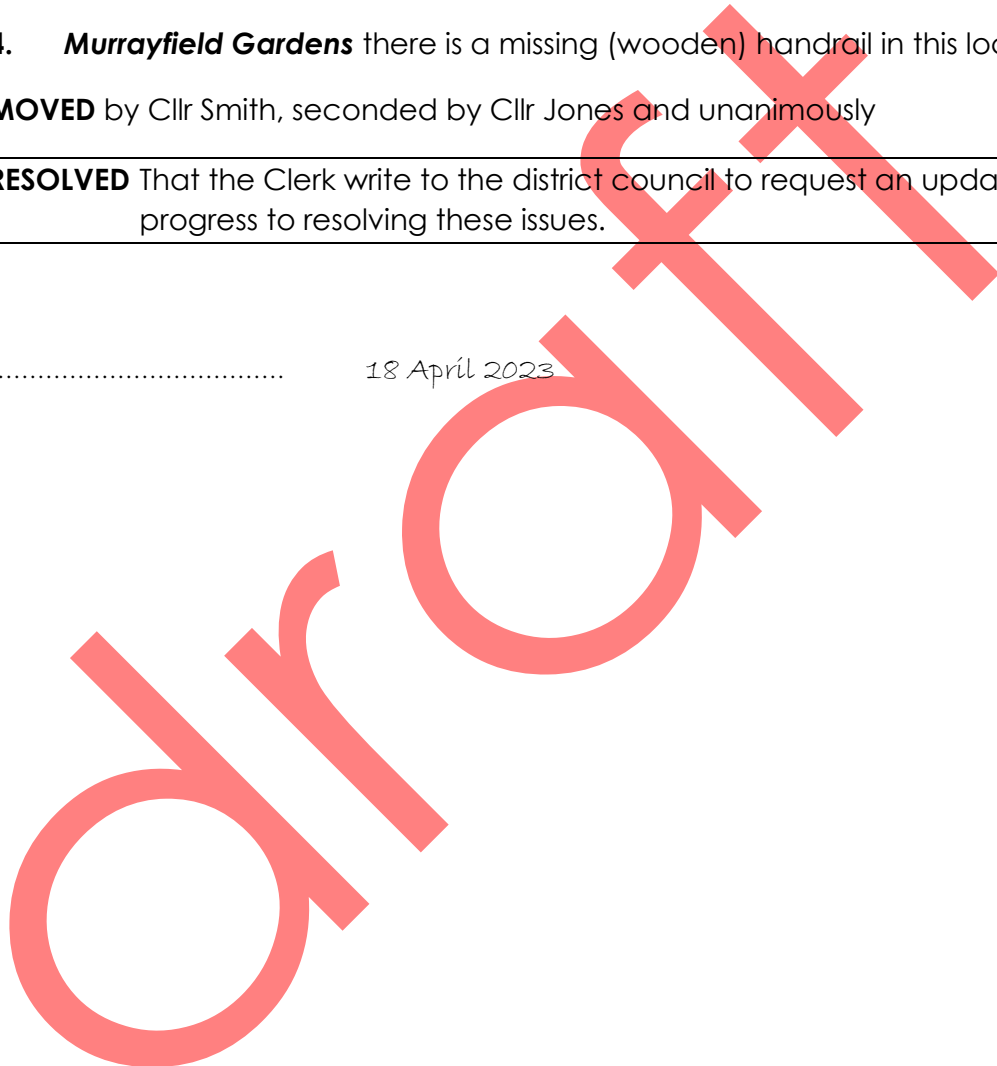 4. Murrayfield Gardens there is a missing (wooden) handrail in this
MOVED by Cllr Smith, seconded by Cllr Jones and unanimously
RESOLVED That the Clerk write to the district council to request an
progress to resolving these issues.
.................................... 18 April 2023
draft